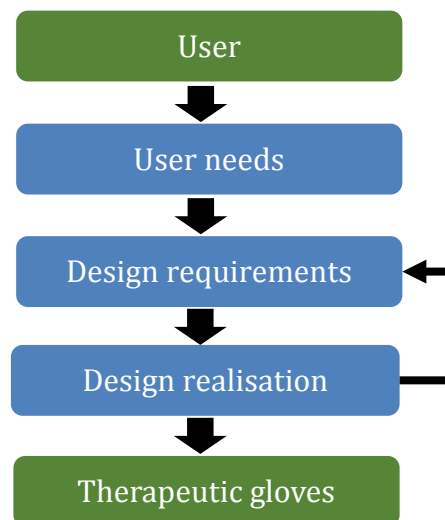 User
User needs
Design requirements
Design realisation
Therapeutic gloves